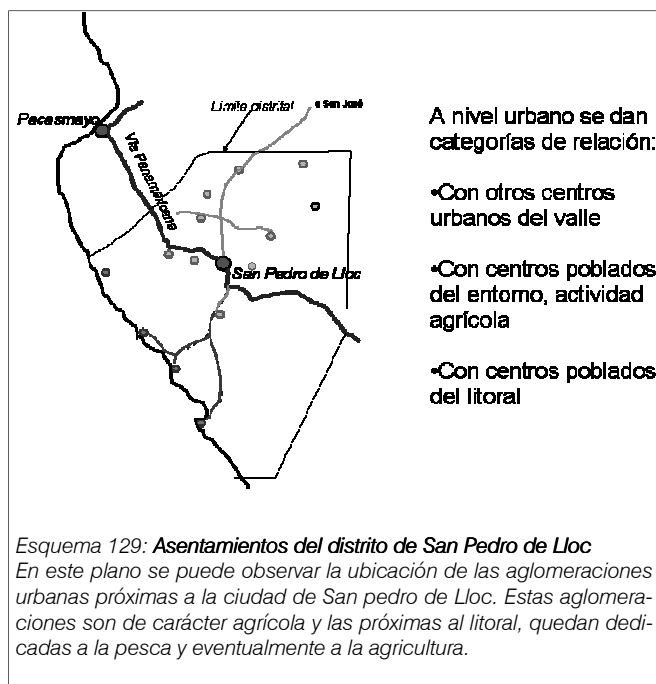 Límite distrital
San José
Pacasmayo
Vía Panamericana
San Pedro de Lloc
A nivel urbano se dan
categorías de relación:
•Con otros centros
urbanos del valle
•Con centros poblados
del entorno, actividad
agrícola
•Con centros poblados
del litoral
Esquema 129: Asentamientos del distrito de San Pedro de Lloc
En este plano se puede observar la ubicación de las aglomeraciones
urbanas próximas a la ciudad de San pedro de Lloc. Estas aglomera-
ciones son de carácter agrícola y las próximas al litoral, quedan dedi-
cadas a la pesca y eventualmente a la agricultura.